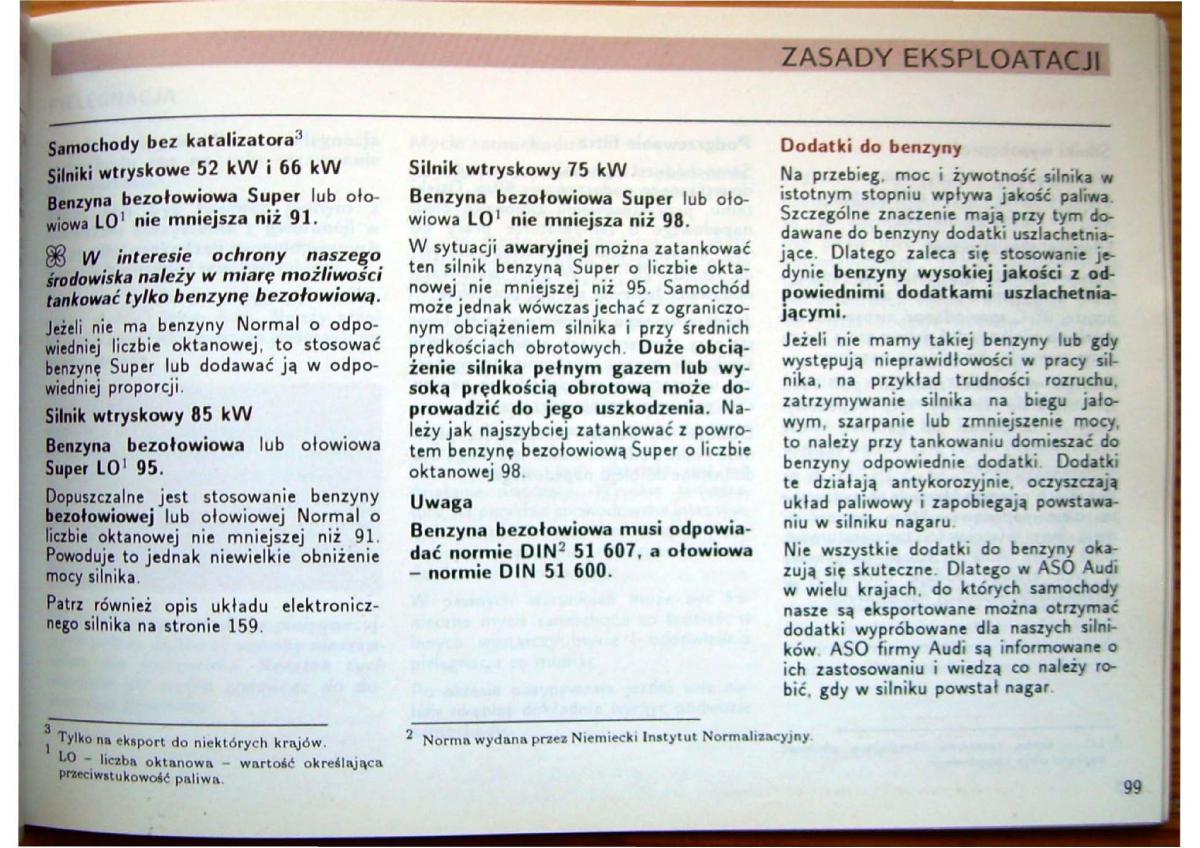 ZASADY EKSPLOATACJI
Samochody bez katalizatora3
Silniki wtryskowe 52 kW i 66 kW
Benzyna bezołowiowa Super lub oło-
wiowa LO1 nie mniejsza niż 91.
W interesie ochrony naszego
środowiska należy w miarę możliwości
tankować tylko benzynę bezołowiową.
Jeżeli nie ma benzyny Normal o odpo-
wiedniej liczbie oktanowej, to stosować
benzynę Super lub dodawać ją w odpo-
wiedniej proporcji.
Silnik wtryskowy 85 kW
Benzyna bezołowiowa lub ołowiowa
Super LO1 95.
Dopuszczalne jest stosowanie benzyny
bezołowiowej lub ołowiowej Normal o
liczbie oktanowej nie mniejszej niż 91.
Powoduje to jednak niewielkie obniżenie
mocy silnika.
Patrz również opis układu elektronicz-
nego silnika na stronie 159.
3 Tylko na eksport do niektórych krajów.
1 LO – liczba oktanowa – wartość określająca
przeciwstukowość paliwa.
Silnik wtryskowy 75 kW
Benzyna bezołowiowa Super lub oło-
wiowa LO1 nie mniejsza niż 98.
W sytuacji awaryjnej można zatankować
ten silnik benzyną Super o liczbie okta-
nowej nie mniejszej niż 95. Samochód
może jednak wówczas jechać z ograniczo-
nym obciążeniem silnika i przy średnich
prędkościach obrotowych. Duże obcią-
żenie silnika pełnym gazem lub wy-
soką prędkością obrotową może do-
prowadzić do jego uszkodzenia. Na-
leży jak najszybciej zatankować z powro-
tem benzynę bezołowiową Super o liczbie
oktanowej 98.
Uwaga
Benzyna bezołowiowa musi odpowia-
dać normie DIN2 51 607, a ołowiowa
– normie DIN 51 600.
2 Norma wydana przez Niemiecki Instytut Normalizacyjny.
Dodatki do benzyny
Na przebieg, moc i żywotność silnika w
istotnym stopniu wpływa jakość paliwa.
Szczególne znaczenie mają przy tym do-
dawane do benzyny dodatki uszlachetnia-
jące. Dlatego zaleca się stosowanie je-
dynie benzyny wysokiej jakości z od-
powiednimi dodatkami uszlachetnia-
jącymi.
Jeżeli nie mamy takiej benzyny lub gdy
występują nieprawidłowości w pracy sil-
nika, na przykład trudności rozruchu,
zatrzymywanie silnika na biegu jało-
wym, szarpanie lub zmniejszenie mocy,
to należy przy tankowaniu domieszać do
benzyny odpowiednie dodatki. Dodatki
te działają antykorozyjnie, oczyszczają
układ paliwowy i zapobiegają powstawa-
niu w silniku nagaru.
Nie wszystkie dodatki do benzyny oka-
zują się skuteczne. Dlatego w ASO Audi
w wielu krajach, do których samochody
nasze są eksportowane można otrzymać
dodatki wypróbowane dla naszych silni-
ków. ASO firmy Audi są informowane o
ich zastosowaniu i wiedzą co należy ro-
bić, gdy w silniku powstał nagar.
99